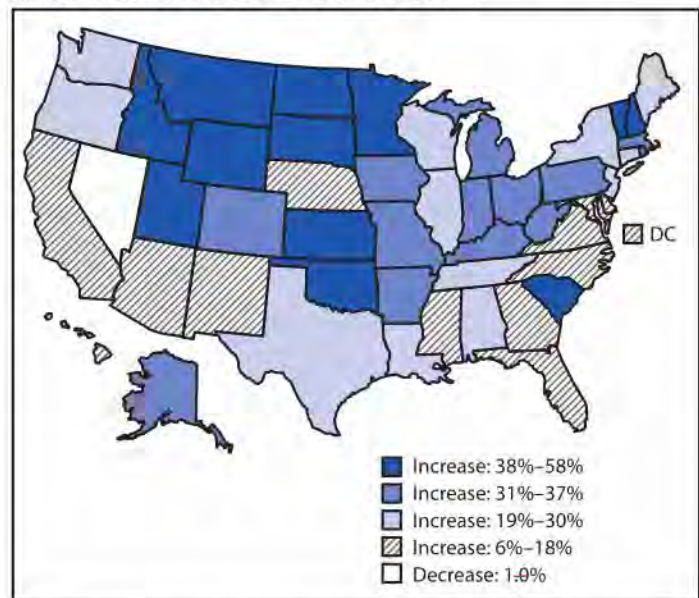 DC
Increase: 38%–58%
Increase: 31%–37%
Increase: 19%–30%
Increase: 6%–18%
Decrease: 1.0%